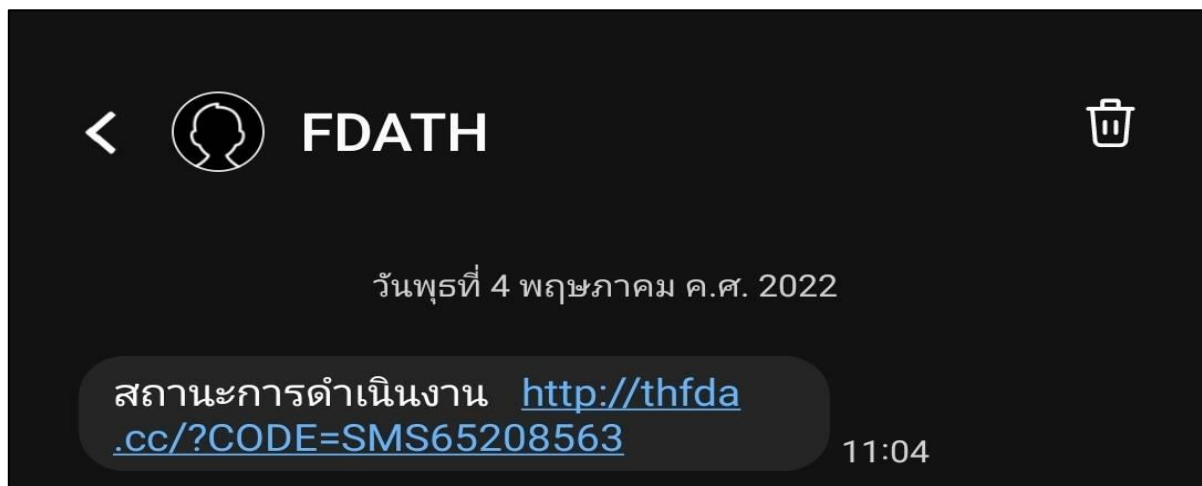 FDATH
วันพุธที่ 4 พฤษภาคม ค.ศ. 2022
สถานะการดำเนินงาน http://thfda
.cc/?CODE=SMS65208563
11:04